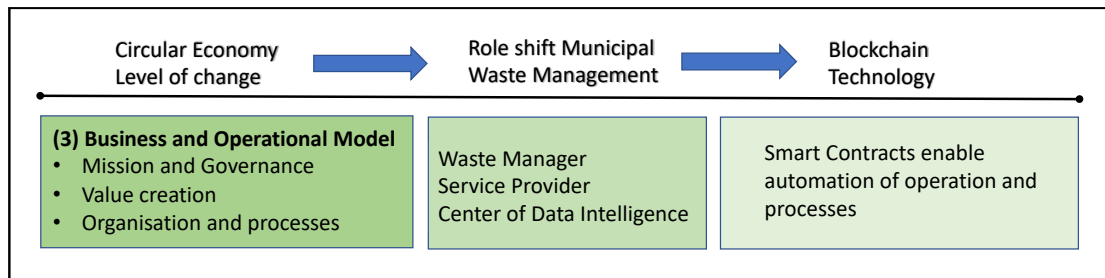 Circular Economy
Level of change
Role shift Municipal
Waste Management
Blockchain
Technology
(3) Business and Operational Model
• Mission and Governance
• Value creation
• Organisation and processes
Waste Manager
Service Provider
Center of Data Intelligence
Smart Contracts enable
automation of operation and
processes